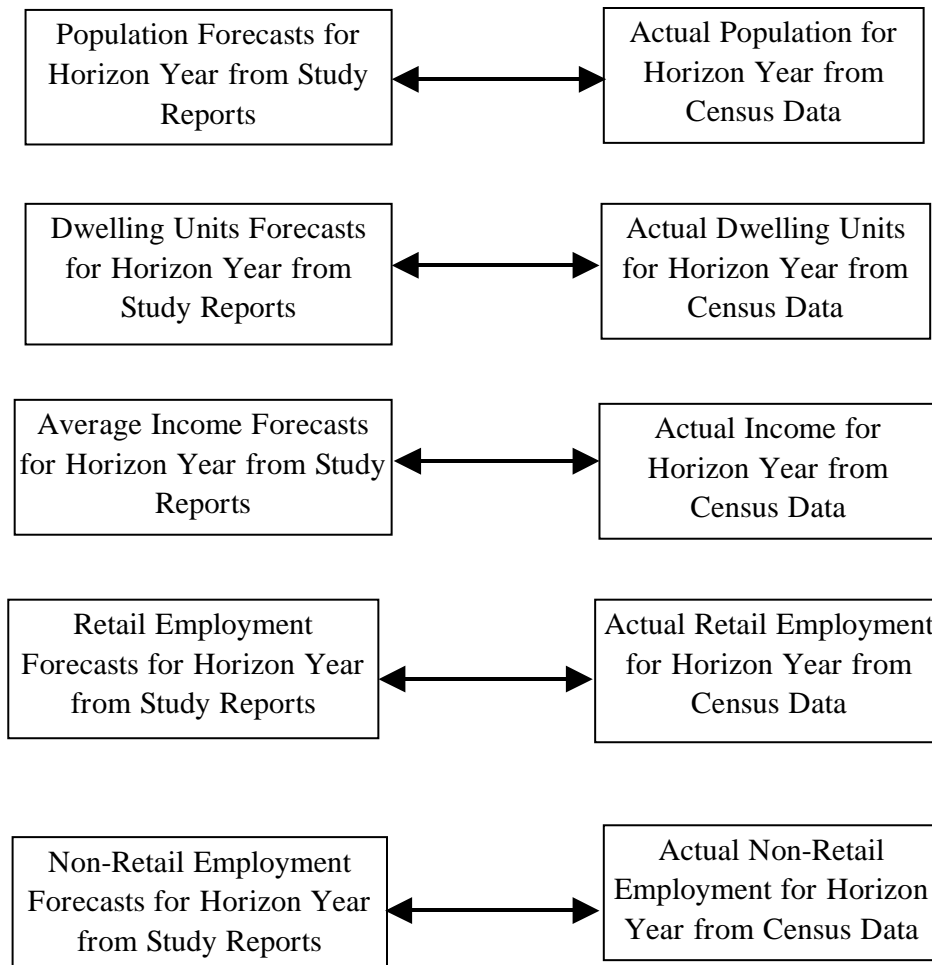 Population Forecasts for
Horizon Year from Study
Reports
Actual Population for
Horizon Year from
Census Data
Dwelling Units Forecasts
for Horizon Year from
Study Reports
Actual Dwelling Units
for Horizon Year from
Census Data
Average Income Forecasts
for Horizon Year from Study
Reports
Actual Income for
Horizon Year from
Census Data
Retail Employment
Forecasts for Horizon Year
from Study Reports
Actual Retail Employment
for Horizon Year from
Census Data
Non-Retail Employment
Forecasts for Horizon Year
from Study Reports
Actual Non-Retail
Employment for Horizon
Year from Census Data